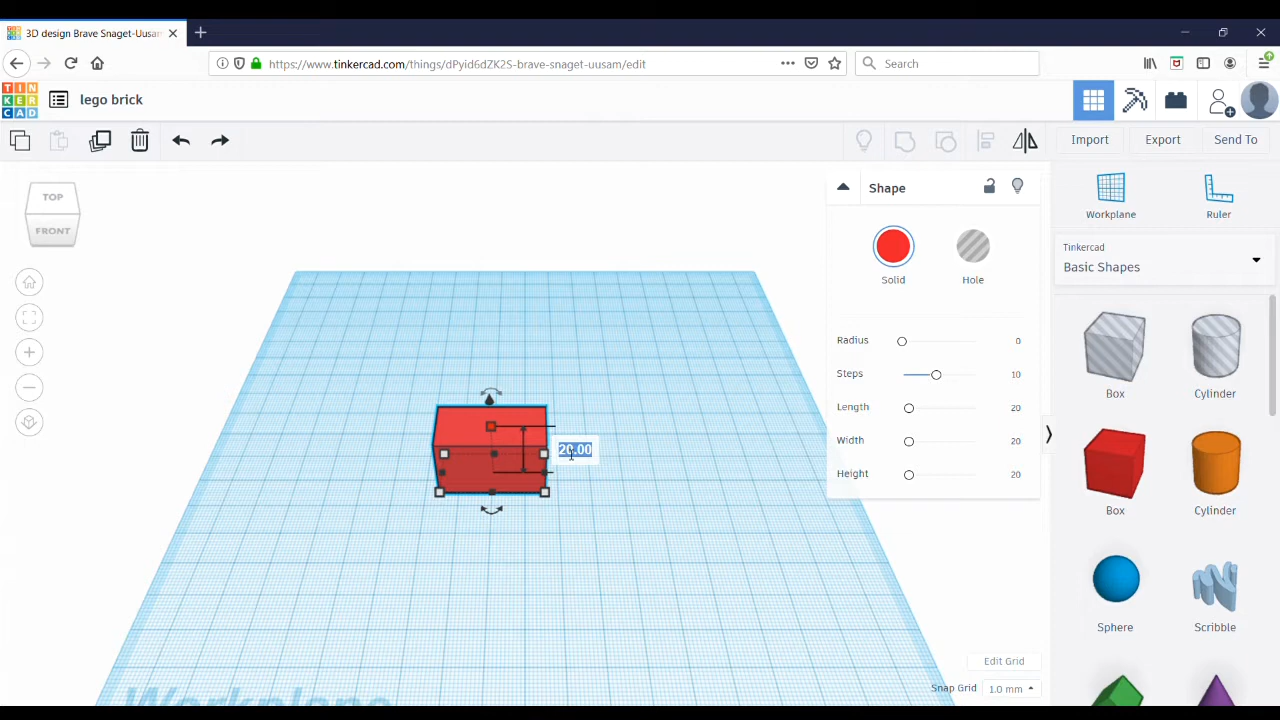 3D design Brave Snaget-Uusam
https://www.tinkercad.com/things/dPyid6dZK2S-brave-snaget-uusam/edit
Search
TIN
KER
CAD
lego brick
Import Export Send To
TOP
FRONT
Shape
Solid Hole
Radius 0
Steps 10
Length 20
Width 20
Height 20
20.00
Workplane Ruler
Tinkercad
Basic Shapes
Box Cylinder
Box Cylinder
Sphere Scribble
Edit Grid
Snap Grid 1.0 mm
Workplane